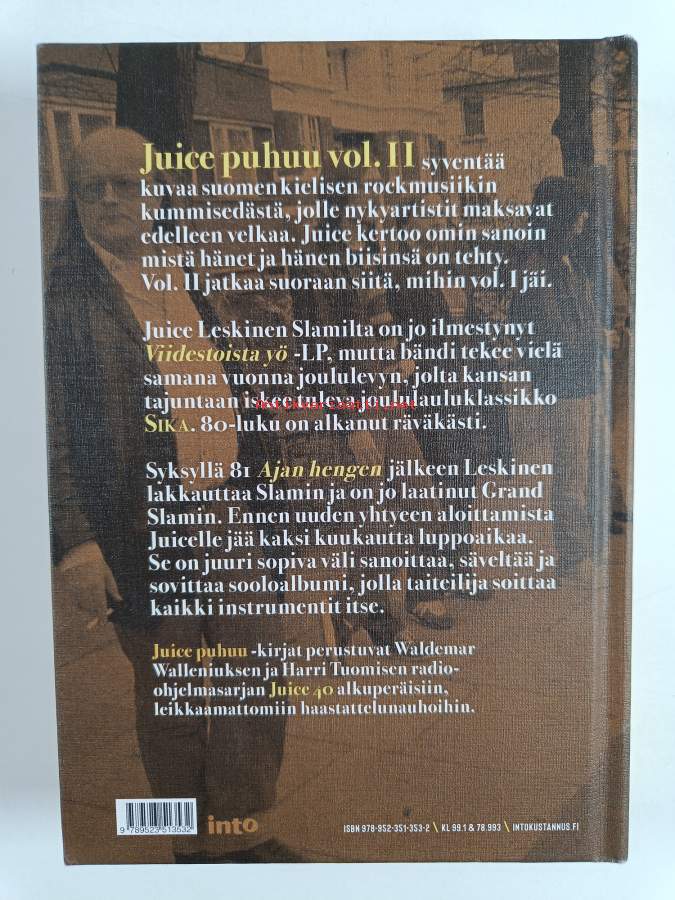 Juice puhuu vol. II syventää
kuvaa suomen kielisen rockmusiikin
kummisedästä, jolle nykyartistit maksavat
edelleen velkaa. Juice kertoo omin sanoin
mistä hänet ja hänen biisinsä on tehty.
Vol. II jatkaa suoraan siitä, mihin vol. I jäi.
Juice Leskinen Slamilta on jo ilmestynyt
Viidestoista yö -LP, mutta bändi tekee vielä
samana vuonna joululevyn, jolta kansan
tajuntaan iskeytyi
SIKA. 80-luku on alkanut räväkästi.
Syksyllä 81 Ajan hengen jälkeen Leskinen
lakkauttaa Slamin ja on jo laatinut Grand
Slamin. Ennen uuden yhtyeen aloittamista
Juicelle jää kaksi kuukautta luppoaikaa.
Se on juuri sopiva väli sanoittaa, säveltää ja
sovittaa sooloalbumi, jolla taiteilija soittaa
kaikki instrumentit itse.
Juice puhuu -kirjat perustuvat Waldemar
Walleniuksen ja Harri Tuomisen radio-
ohjelmasarjan Juice 40 alkuperäisiin,
leikkaamattomiin haastattelunauhoihin.
9 789523 513532
into
ISBN 978-952-351-353-2 \ KL 99.1 & 78.993 \ INTOKUSTANNUS.FI